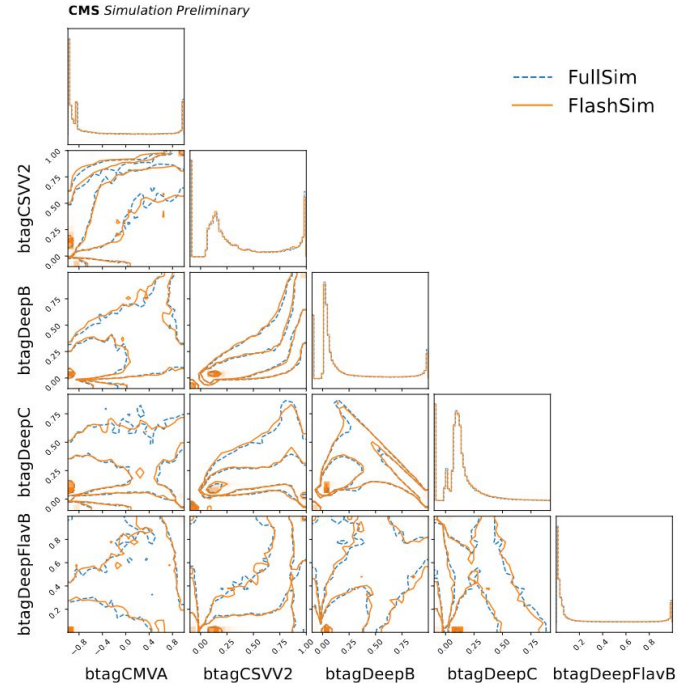 CMS Simulation Preliminary
FullSim
FlashSim
btagCSVV2
1.00
0.75
0.50
0.25
0.00
btagDeepB
0.75
0.50
0.25
0.00
btagDeepC
0.75
0.50
0.25
0.00
btagDeepFlavB
0.8
0.6
0.4
0.2
−0.8 −0.4 0.0 0.4 0.8
0.00 0.25 0.50 0.75 1.00
0.00 0.25 0.50 0.75
0.00 0.25 0.50 0.75
0.2 0.4 0.6 0.8
btagCMVA btagCSVV2 btagDeepB btagDeepC btagDeepFlavB